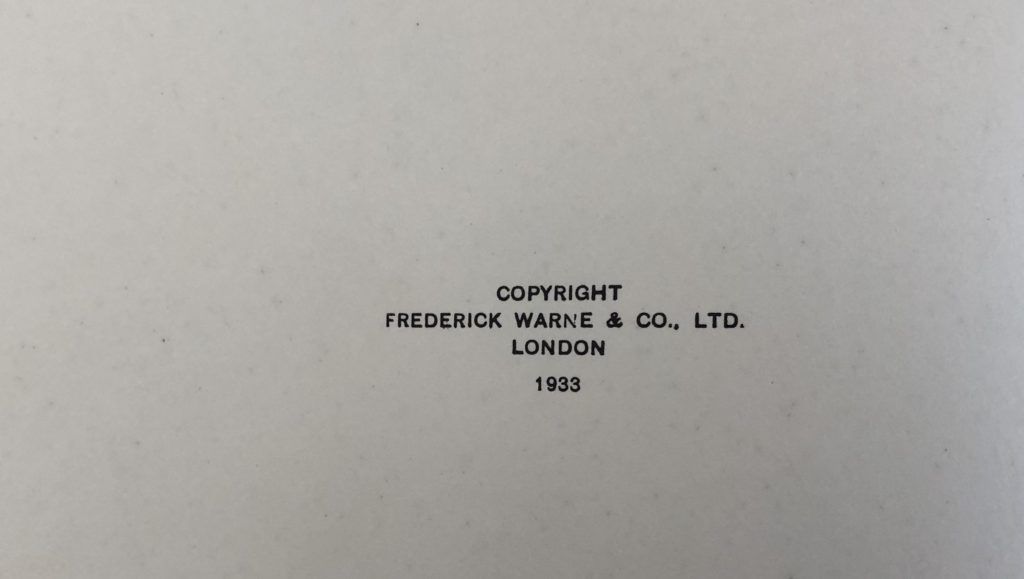 COPYRIGHT
FREDERICK WARNE & CO., LTD.
LONDON
1933